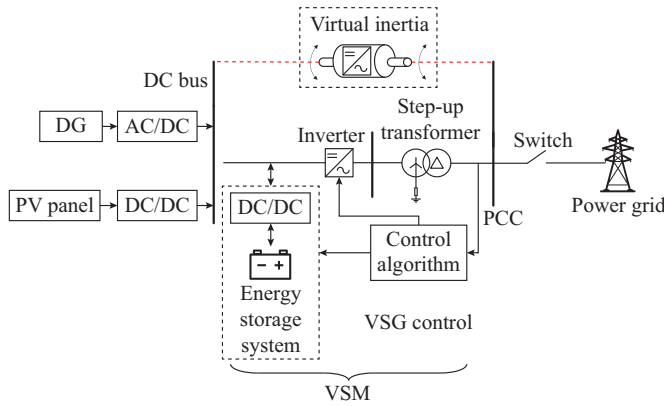 Virtual inertia
DC bus
DG
AC/DC
Inverter
Step-up
transformer
Switch
PV panel
DC/DC
DC/DC
PCC
Power grid
Control
algorithm
Energy
storage
system
VSG control
VSM